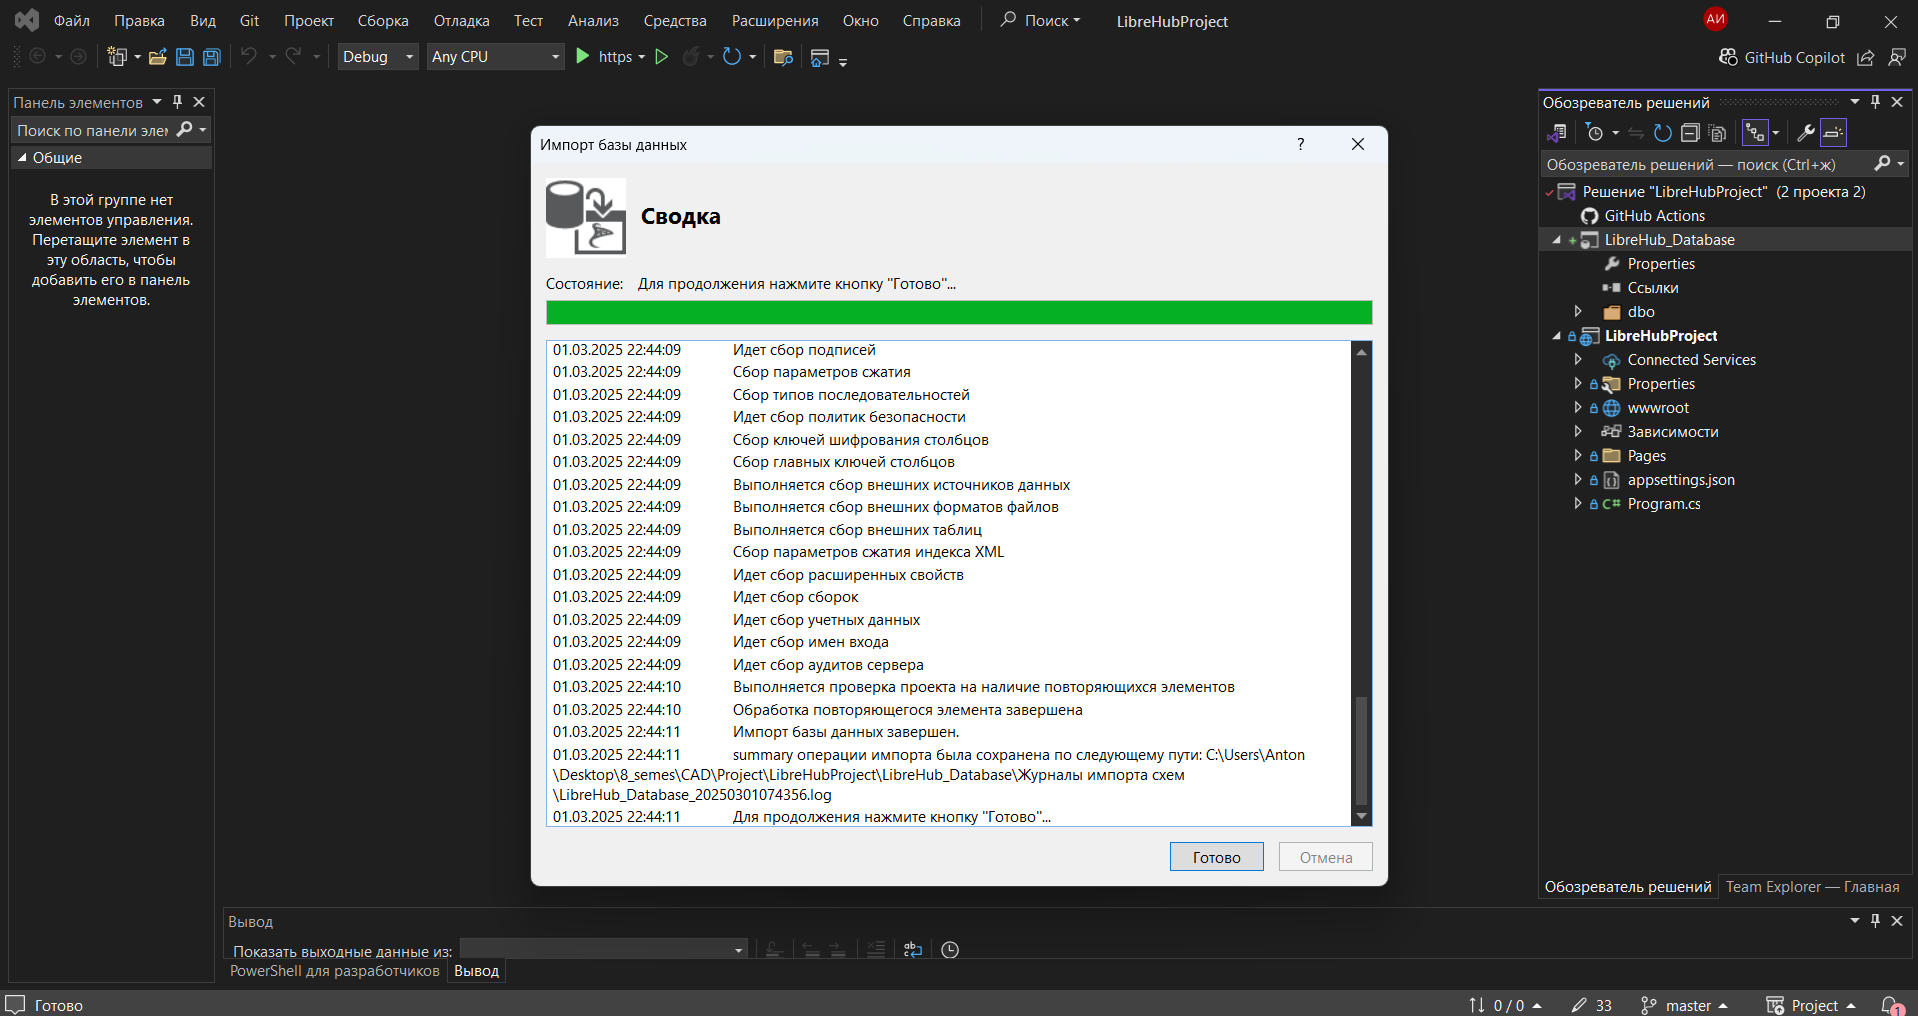 Файл Правка Вид Git Проект Сборка Отладка Тест Анализ Средства Расширения Окно Справка Поиск LibreHubProject АИ
Debug Any CPU https GitHub Copilot
Панель элементов
Поиск по панели элем
Общие
В этой группе нет
элементов управления.
Перетащите элемент в
эту область, чтобы
добавить его в панель
элементов.
Импорт базы данных ?
Сводка
Состояние: Для продолжения нажмите кнопку "Готово"...
01.03.2025 22:44:09 Идет сбор подписей
01.03.2025 22:44:09 Сбор параметров сжатия
01.03.2025 22:44:09 Сбор типов последовательностей
01.03.2025 22:44:09 Идет сбор политик безопасности
01.03.2025 22:44:09 Сбор ключей шифрования столбцов
01.03.2025 22:44:09 Сбор главных ключей столбцов
01.03.2025 22:44:09 Выполняется сбор внешних источников данных
01.03.2025 22:44:09 Выполняется сбор внешних форматов файлов
01.03.2025 22:44:09 Выполняется сбор внешних таблиц
01.03.2025 22:44:09 Сбор параметров сжатия индекса XML
01.03.2025 22:44:09 Идет сбор расширенных свойств
01.03.2025 22:44:09 Идет сбор сборок
01.03.2025 22:44:09 Идет сбор учетных данных
01.03.2025 22:44:09 Идет сбор имен входа
01.03.2025 22:44:09 Идет сбор аудитов сервера
01.03.2025 22:44:10 Выполняется проверка проекта на наличие повторяющихся элементов
01.03.2025 22:44:10 Обработка повторяющегося элемента завершена
01.03.2025 22:44:11 Импорт базы данных завершен.
01.03.2025 22:44:11 summary операции импорта была сохранена по следующему пути: C:\Users\Anton
\Desktop\8_semes\CAD\Project\LibreHubProject\LibreHub_Database\Журналы импорта схем
\LibreHub_Database_20250301074356.log
01.03.2025 22:44:11 Для продолжения нажмите кнопку "Готово"...
Готово Отмена
Обозреватель решений
Обозреватель решений — поиск (Ctrl+ж)
Решение "LibreHubProject" (2 проекта 2)
GitHub Actions
LibreHub_Database
Properties
Ссылки
dbo
LibreHubProject
Connected Services
Properties
wwwroot
Зависимости
Pages
appsettings.json
C# Program.cs
Обозреватель решений Team Explorer — Главная
Вывод
Показать выходные данные из:
PowerShell для разработчиков Вывод
Готово 0 / 0 33 master Project 1